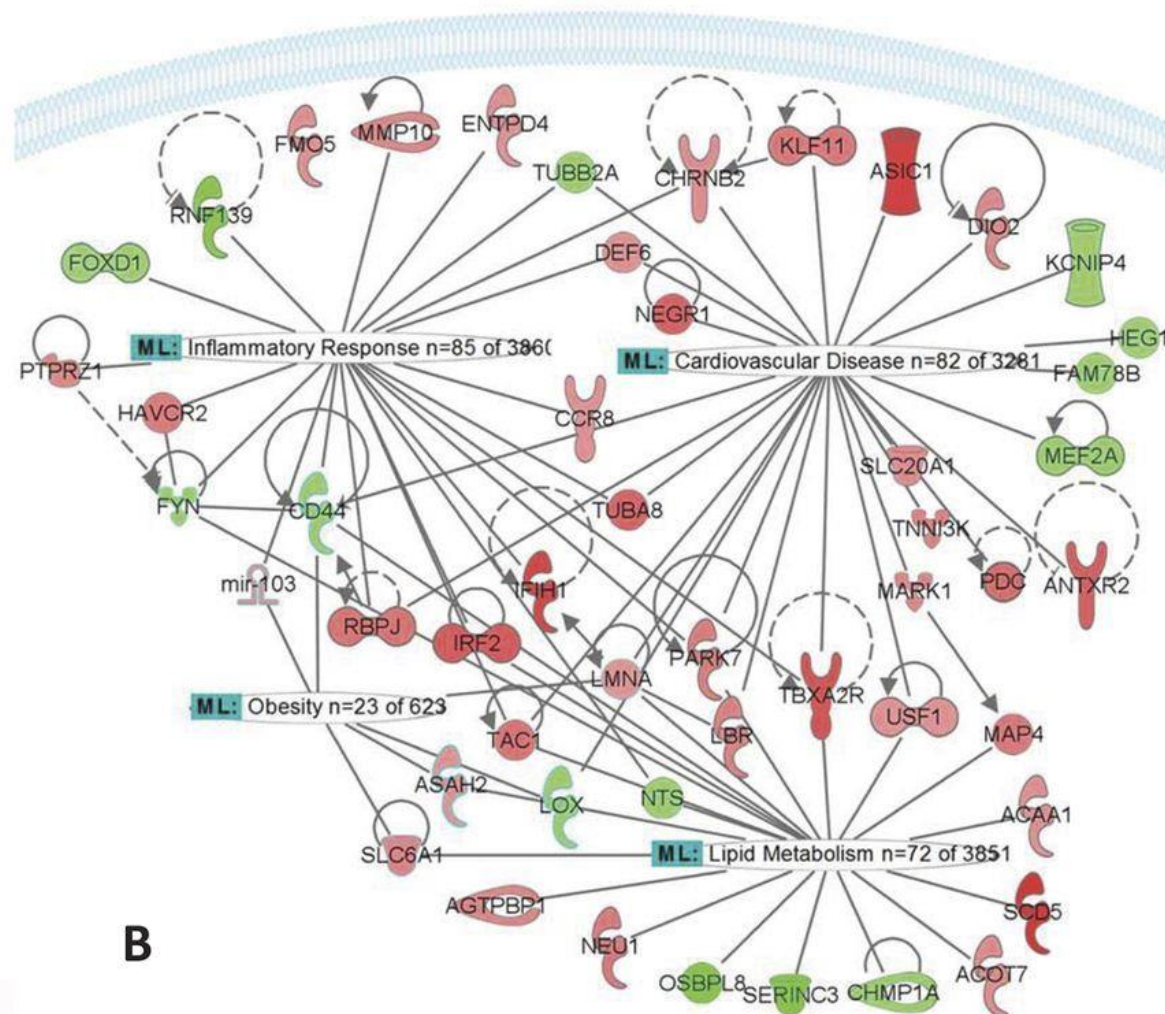 FMO5
MMP10
ENTPD4
TUBB2A
CHRNB2
KLF11
ASIC1
RNF139
DIO2
FOXD1
DEF6
KCNIP4
NEGR1
HEG1
ML: Inflammatory Response n=85 of 3860
ML: Cardiovascular Disease n=82 of 3281
PTPRZ1
FAM78B
HAVCR2
CCR8
MEF2A
SLC20A1
FYN
CD44
TUBA8
TNNI3K
mir-103
IFIH1
MARK1
PDC
ANTXR2
RBPJ
IRF2
PARK7
LMNA
TBXA2R
ML: Obesity n=23 of 623
USF1
TAC1
LBR
MAP4
ASAH2
LOX
NTS
ACAA1
SLC6A1
ML: Lipid Metabolism n=72 of 3851
AGTPBP1
SCD5
NEU1
B
OSBPL8
SERINC3
CHMP1A
ACOT7